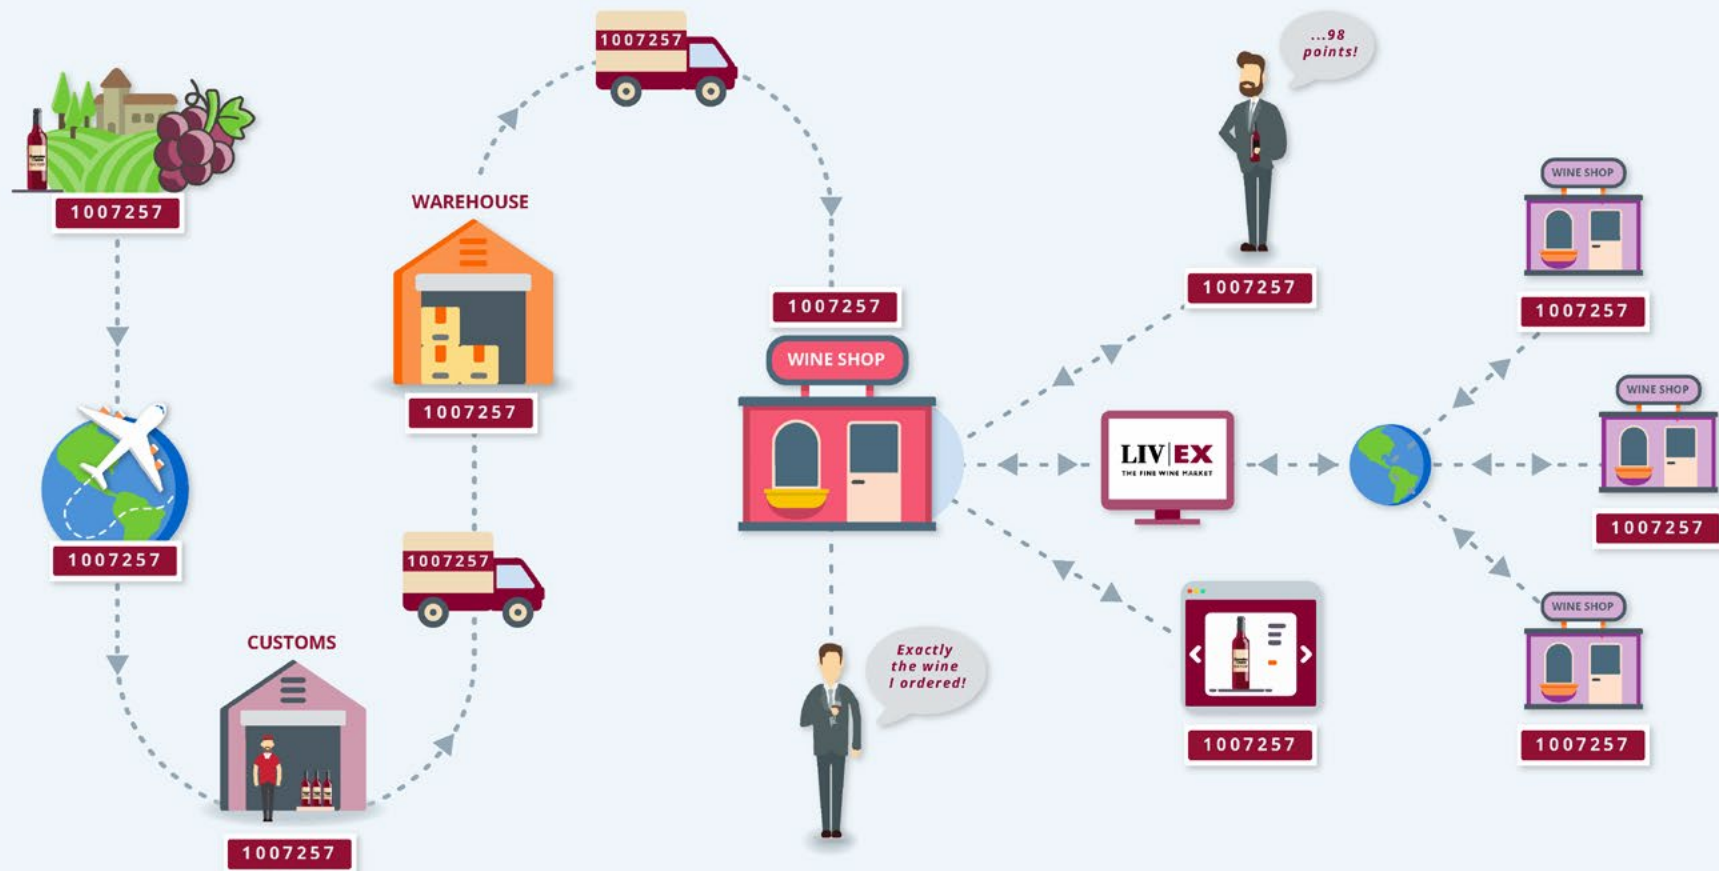 1007257
1007257
CUSTOMS
1007257
1007257
WAREHOUSE
1007257
1007257
1007257
WINE SHOP
Exactly
the wine
I ordered!
...98
points!
1007257
LIV|EX
THE FINE WINE MARKET
1007257
WINE SHOP
1007257
WINE SHOP
1007257
WINE SHOP
1007257